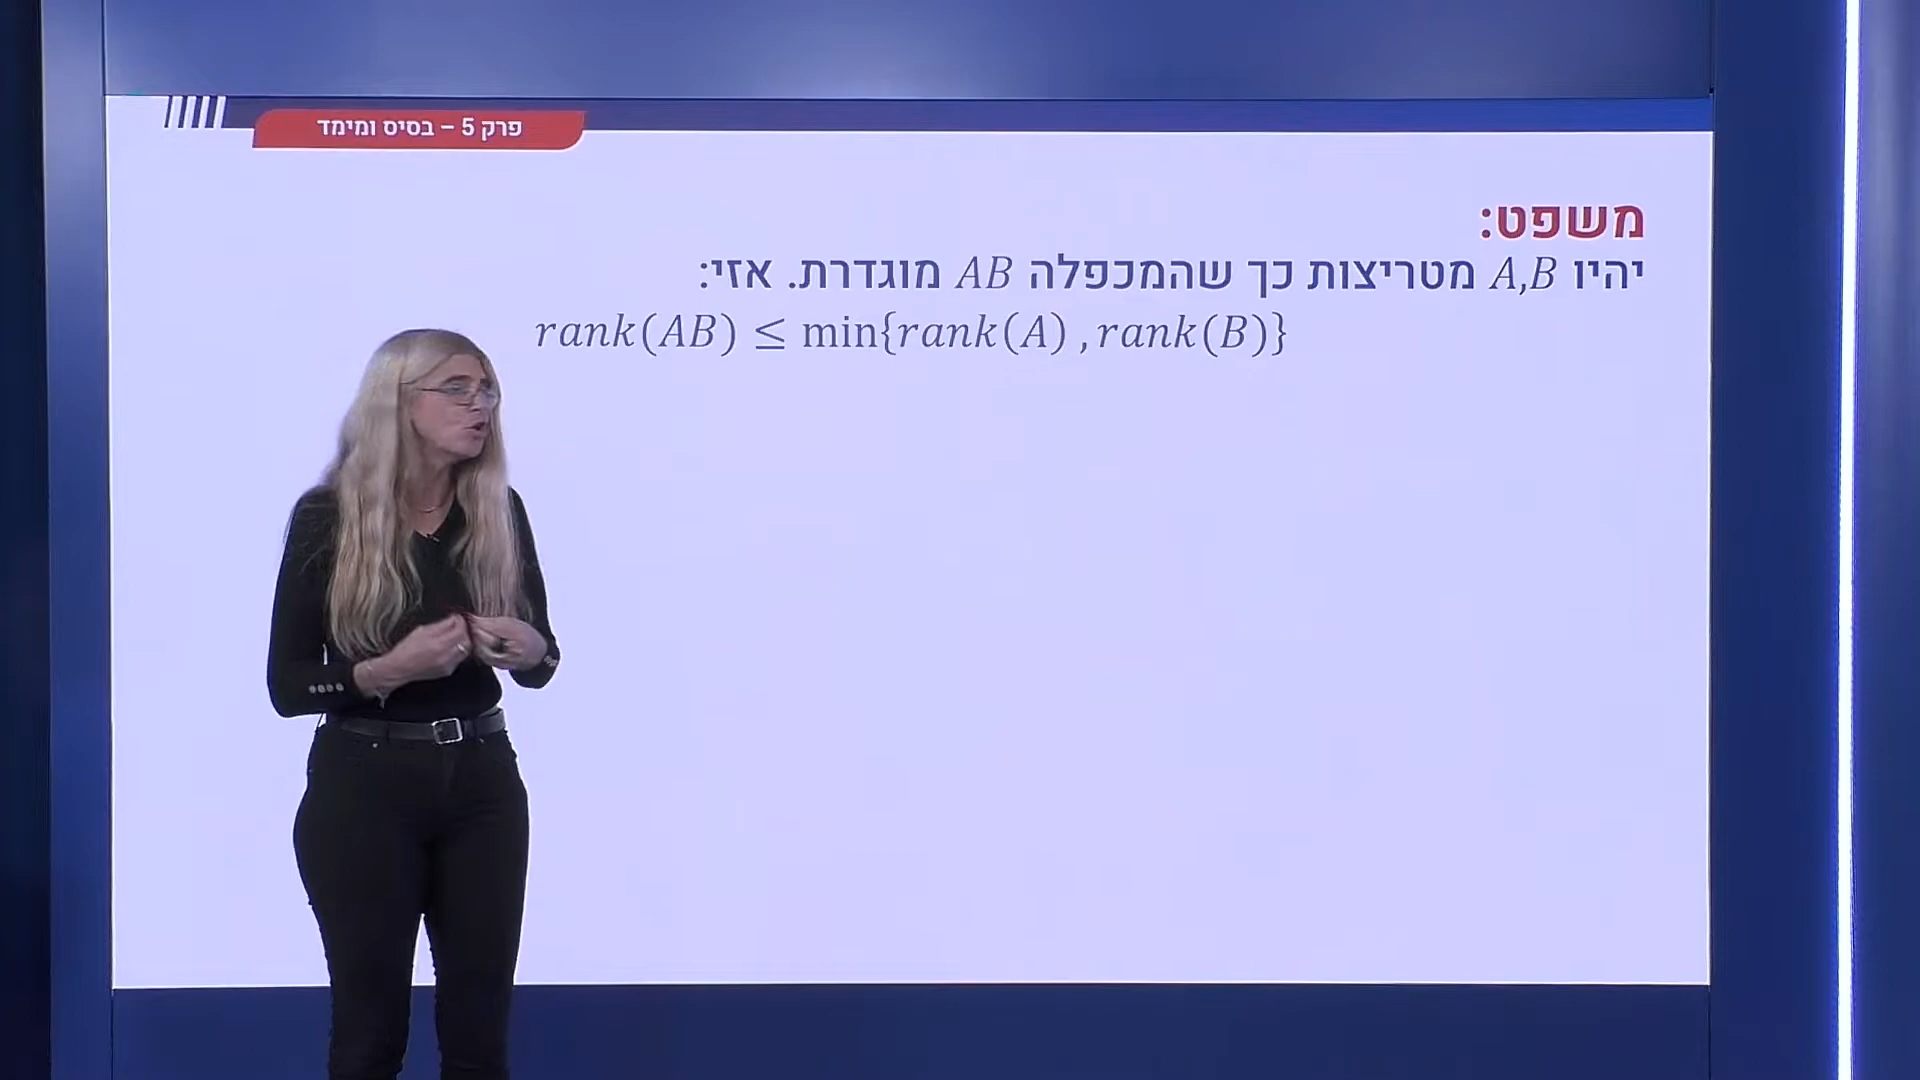 פרק 5 – בסיס ומימד
משפט:
יהיו A,B מטריצות כך שהמכפלה AB מוגדרת. אזי:
rank(AB) ≤ min{rank(A) , rank(B)}